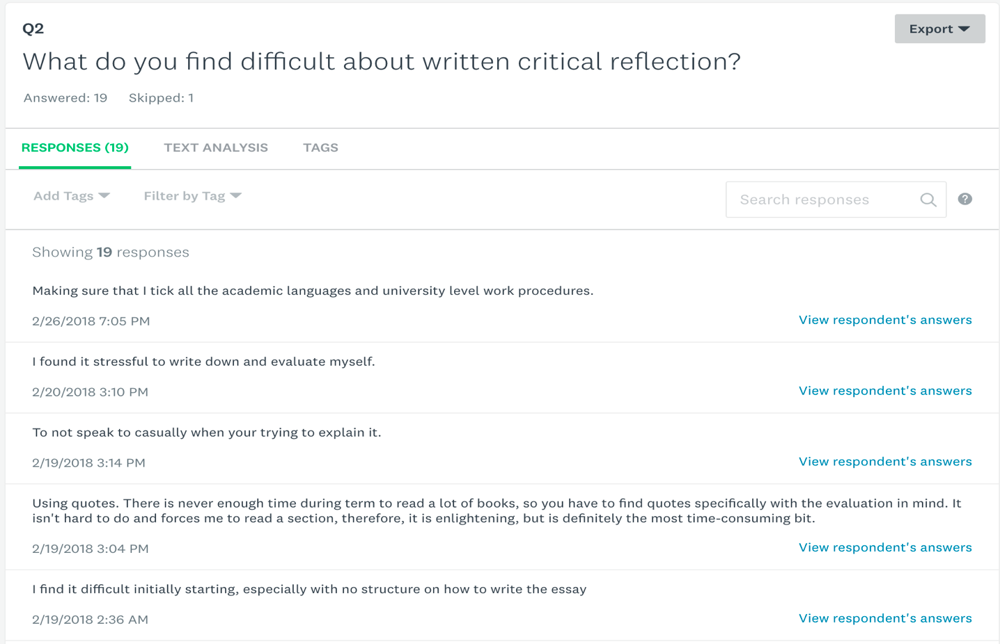 Q2
Export
What do you find difficult about written critical reflection?
Answered: 19 Skipped: 1
RESPONSES (19) TEXT ANALYSIS TAGS
Add Tags Filter by Tag Search responses ?
Showing 19 responses
Making sure that I tick all the academic languages and university level work procedures.
2/26/2018 7:05 PM View respondent's answers
I found it stressful to write down and evaluate myself.
2/20/2018 3:10 PM View respondent's answers
To not speak to casually when your trying to explain it.
2/19/2018 3:14 PM View respondent's answers
Using quotes. There is never enough time during term to read a lot of books, so you have to find quotes specifically with the evaluation in mind. It
isn't hard to do and forces me to read a section, therefore, it is enlightening, but is definitely the most time-consuming bit.
2/19/2018 3:04 PM View respondent's answers
I find it difficult initially starting, especially with no structure on how to write the essay
2/19/2018 2:36 AM View respondent's answers